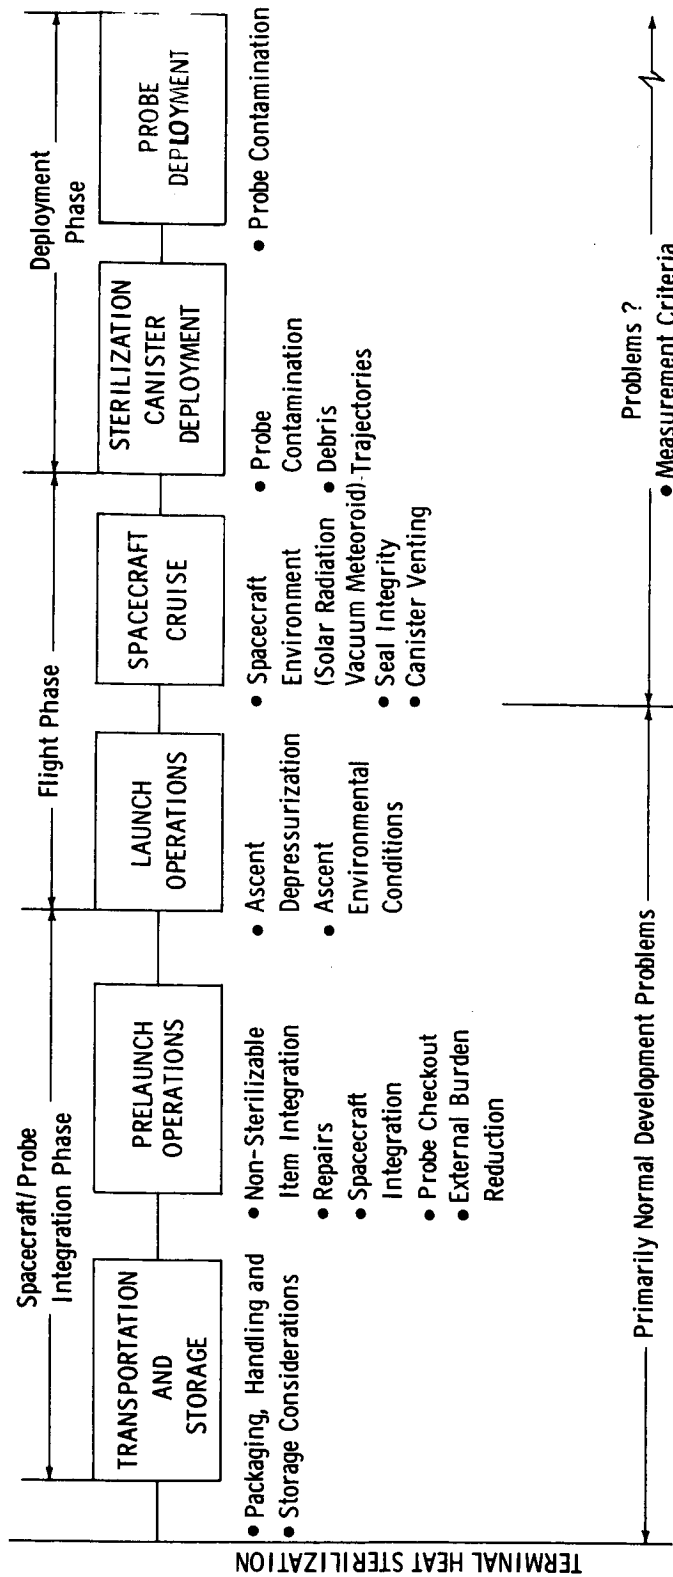 Spacecraft/Probe
Integration Phase
Flight Phase
Deployment
Phase
TRANSPORTATION
AND
STORAGE
PRELAUNCH
OPERATIONS
LAUNCH
OPERATIONS
SPACECRAFT
CRUISE
STERILIZATION
CANISTER
DEPLOYMENT
PROBE
DEPLOYMENT
• Packaging, Handling and
• Storage Considerations
• Non-Sterilizable
Item Integration
• Repairs
• Spacecraft
Integration
• Probe Checkout
• External Burden
Reduction
• Ascent
Depressurization
• Ascent
Environmental
Conditions
• Spacecraft
Environment
(Solar Radiation
Vacuum Meteoroid)
• Seal Integrity
• Canister Venting
• Probe
Contamination
• Debris
Trajectories
• Probe Contamination
TERMINAL HEAT STERILIZATION
Primarily Normal Development Problems
Problems ?
• Measurement Criteria